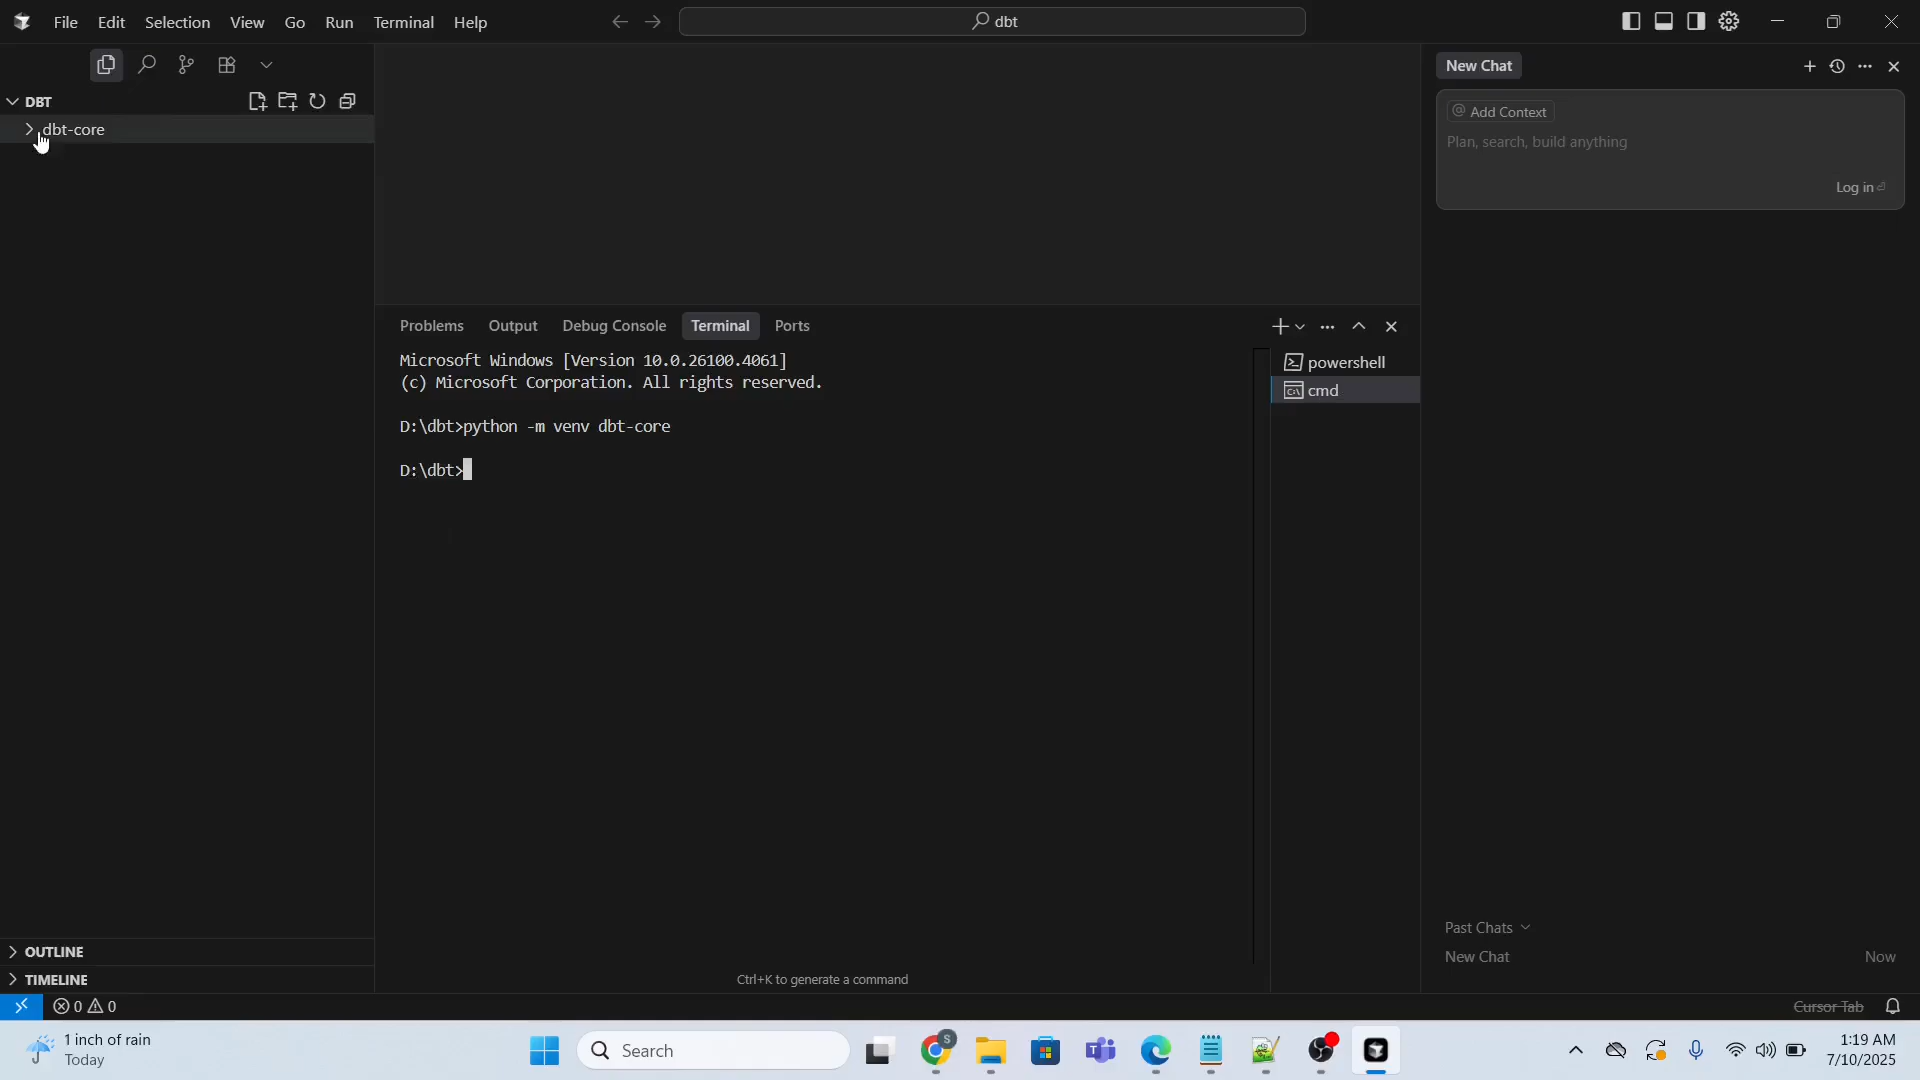 File Edit Selection View Go Run Terminal Help
dbt
New Chat
DBT
dbt-core
@ Add Context
Plan, search, build anything
Log in
Problems Output Debug Console Terminal Ports
Microsoft Windows [Version 10.0.26100.4061]
(c) Microsoft Corporation. All rights reserved.
D:\dbt>python -m venv dbt-core
D:\dbt>
powershell
cmd
Past Chats
New Chat Now
OUTLINE
TIMELINE
Ctrl+K to generate a command
0 0
Cursor Tab
1 inch of rain
Today
Search
S
1:19 AM
7/10/2025